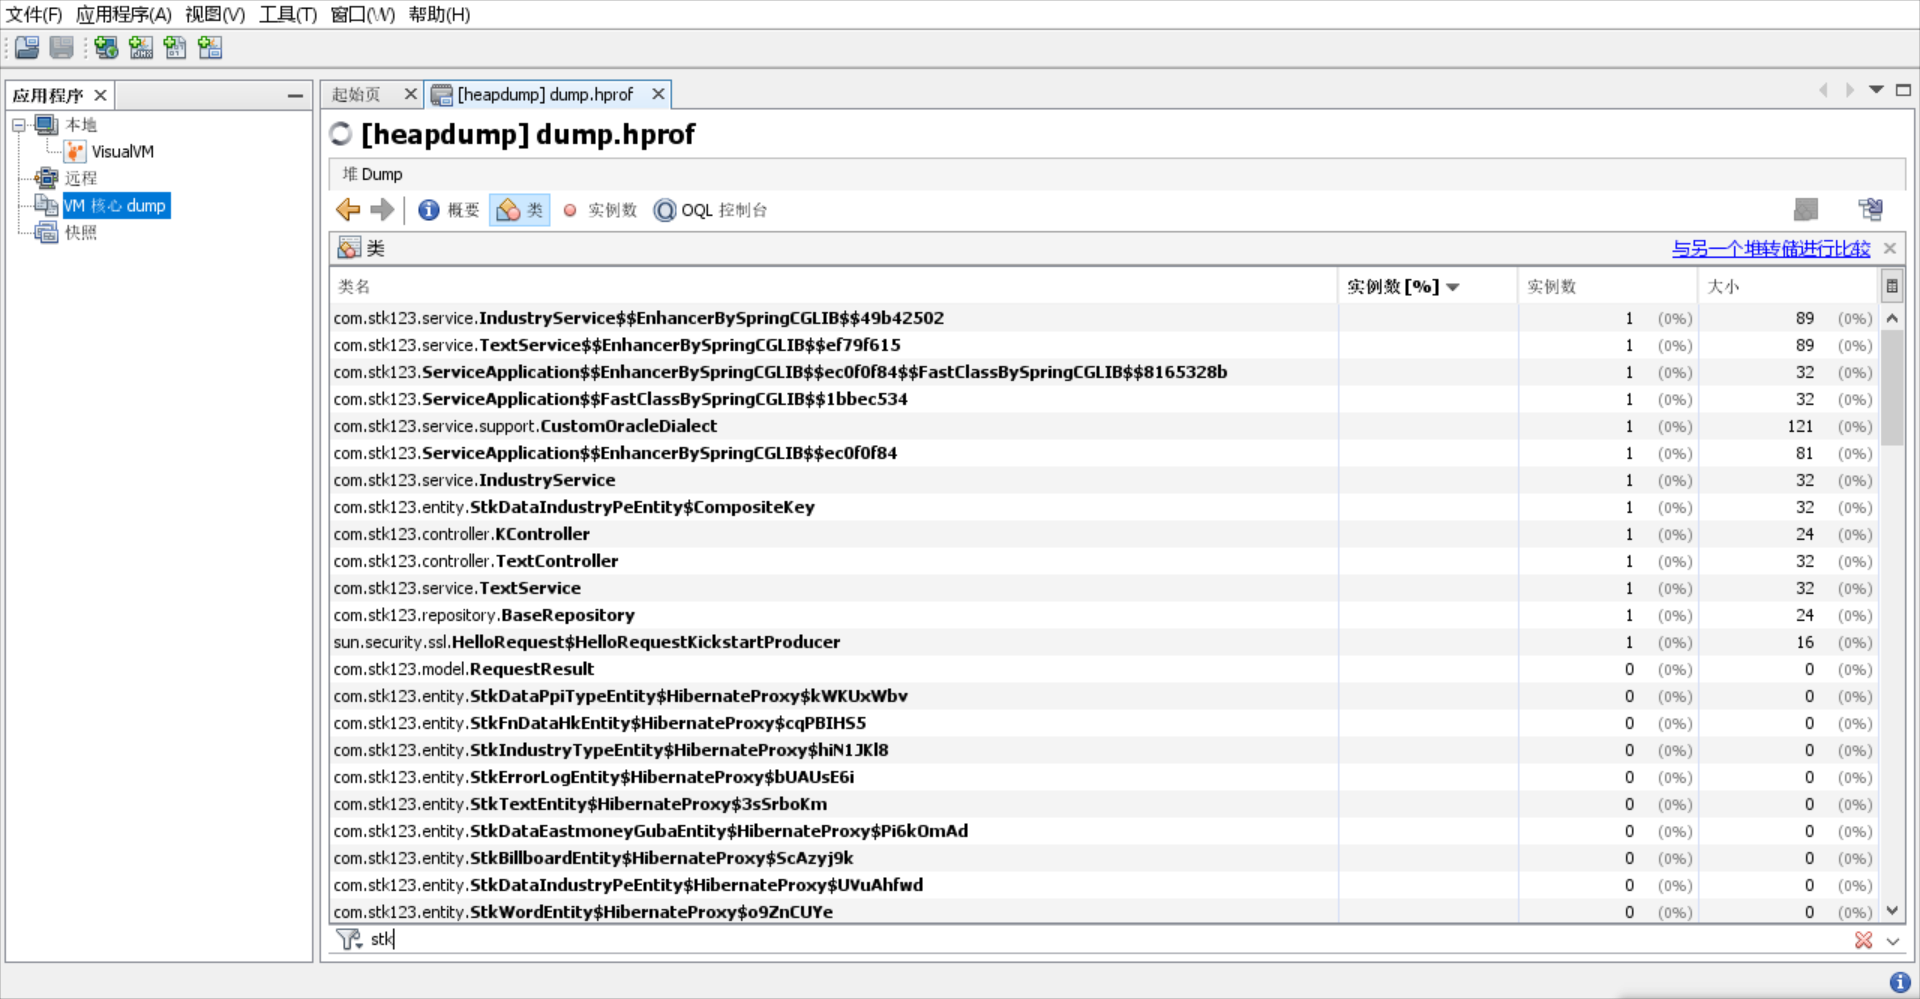 文件(F) 应用程序(A) 视图(V) 工具(T) 窗口(W) 帮助(H)
应用程序
本地
VisualVM
远程
VM 核心 dump
快照
起始页 [heapdump] dump.hprof
[heapdump] dump.hprof
堆 Dump
概要 类 实例数 OQL 控制台
类 与另一个堆转储进行比较
类名 实例数 [%] 实例数 大小
com.stk123.service.IndustryService$$EnhancerBySpringCGLIB$$49b42502 1 (0%) 89 (0%)
com.stk123.service.TextService$$EnhancerBySpringCGLIB$$ef79f615 1 (0%) 89 (0%)
com.stk123.ServiceApplication$$EnhancerBySpringCGLIB$$ec0f0f84$$FastClassBySpringCGLIB$$8165328b 1 (0%) 32 (0%)
com.stk123.ServiceApplication$$FastClassBySpringCGLIB$$1bbec534 1 (0%) 32 (0%)
com.stk123.service.support.CustomOracleDialect 1 (0%) 121 (0%)
com.stk123.ServiceApplication$$EnhancerBySpringCGLIB$$ec0f0f84 1 (0%) 81 (0%)
com.stk123.service.IndustryService 1 (0%) 32 (0%)
com.stk123.entity.StkDataIndustryPeEntity$CompositeKey 1 (0%) 32 (0%)
com.stk123.controller.KController 1 (0%) 24 (0%)
com.stk123.controller.TextController 1 (0%) 32 (0%)
com.stk123.service.TextService 1 (0%) 32 (0%)
com.stk123.repository.BaseRepository 1 (0%) 24 (0%)
sun.security.ssl.HelloRequest$HelloRequestKickstartProducer 1 (0%) 16 (0%)
com.stk123.model.RequestResult 0 (0%) 0 (0%)
com.stk123.entity.StkDataPpiTypeEntity$HibernateProxy$kWKUxWbv 0 (0%) 0 (0%)
com.stk123.entity.StkFnDataHkEntity$HibernateProxy$cqPBIHS5 0 (0%) 0 (0%)
com.stk123.entity.StkIndustryTypeEntity$HibernateProxy$hiN1JKl8 0 (0%) 0 (0%)
com.stk123.entity.StkErrorLogEntity$HibernateProxy$bUAUsE6i 0 (0%) 0 (0%)
com.stk123.entity.StkTextEntity$HibernateProxy$3sSrboKm 0 (0%) 0 (0%)
com.stk123.entity.StkDataEastmoneyGubaEntity$HibernateProxy$Pi6kOmAd 0 (0%) 0 (0%)
com.stk123.entity.StkBillboardEntity$HibernateProxy$ScAzyj9k 0 (0%) 0 (0%)
com.stk123.entity.StkDataIndustryPeEntity$HibernateProxy$UVuAhfwd 0 (0%) 0 (0%)
com.stk123.entity.StkWordEntity$HibernateProxy$o9ZnCUYe 0 (0%) 0 (0%)
stk